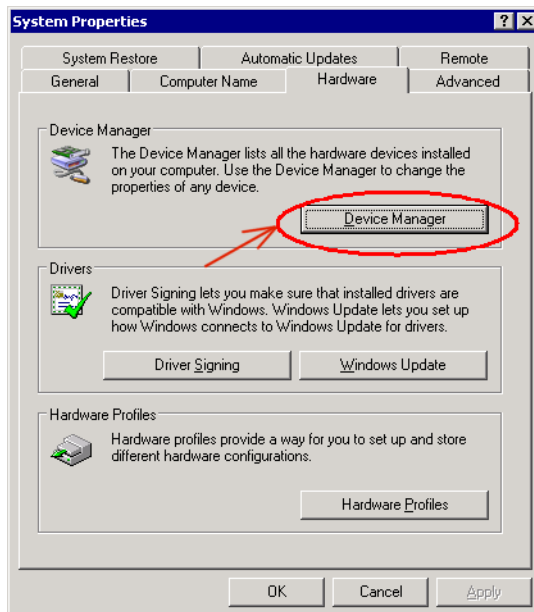 System Properties
System Restore Automatic Updates Remote
General Computer Name Hardware Advanced
Device Manager
The Device Manager lists all the hardware devices installed
on your computer. Use the Device Manager to change the
properties of any device.
Device Manager
Drivers
Driver Signing lets you make sure that installed drivers are
compatible with Windows. Windows Update lets you set up
how Windows connects to Windows Update for drivers.
Driver Signing Windows Update
Hardware Profiles
Hardware profiles provide a way for you to set up and store
different hardware configurations.
Hardware Profiles
OK Cancel Apply